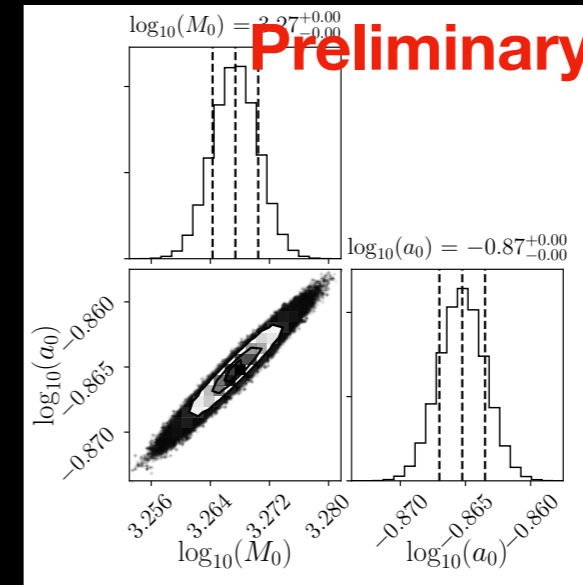 log₁₀(M₀) = 3.27⁺⁰·⁰⁰₋₀.₀₀
Preliminary
log₁₀(a₀) = −0.87⁺⁰·⁰⁰₋₀.₀₀
log₁₀(a₀)
−0.860
−0.865
−0.870
3.256
3.264
3.272
3.280
log₁₀(M₀)
−0.870
−0.865
−0.860
log₁₀(a₀)